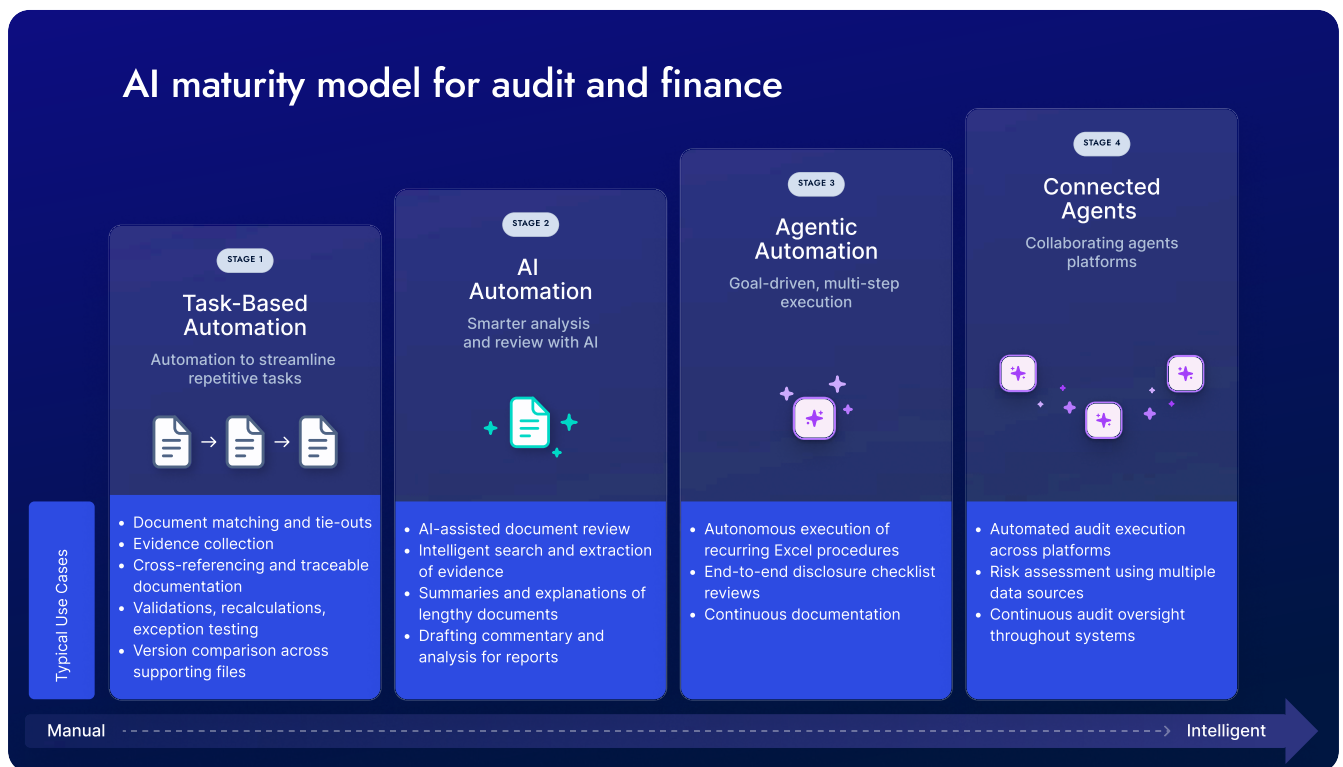 AI maturity model for audit and finance
STAGE 1
Task-Based
Automation
Automation to streamline
repetitive tasks
STAGE 2
AI
Automation
Smarter analysis
and review with AI
STAGE 3
Agentic
Automation
Goal-driven, multi-step
execution
STAGE 4
Connected
Agents
Collaborating agents
platforms
Typical Use Cases
• Document matching and tie-outs
• Evidence collection
• Cross-referencing and traceable
documentation
• Validations, recalculations,
exception testing
• Version comparison across
supporting files
• AI-assisted document review
• Intelligent search and extraction
of evidence
• Summaries and explanations of
lengthy documents
• Drafting commentary and
analysis for reports
• Autonomous execution of
recurring Excel procedures
• End-to-end disclosure checklist
reviews
• Continuous documentation
• Automated audit execution
across platforms
• Risk assessment using multiple
data sources
• Continuous audit oversight
throughout systems
Manual
Intelligent